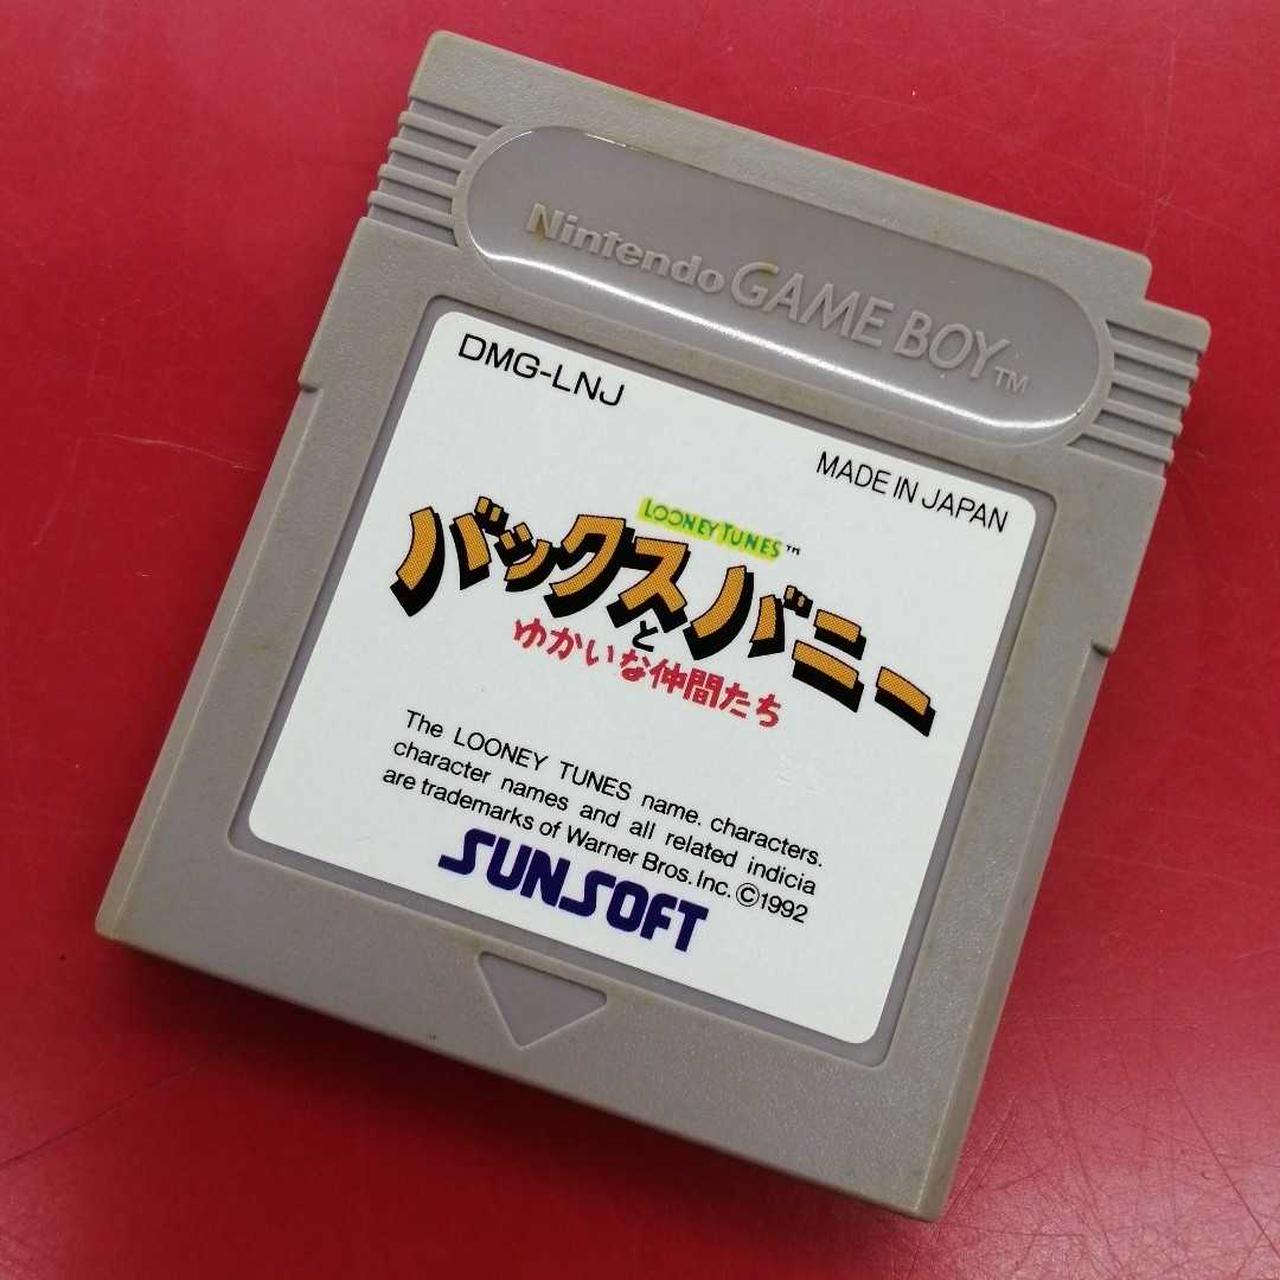 Nintendo GAME BOY™
DMG-LNJ
MADE IN JAPAN
LOONEY TUNES™
バックスバニー
と
ゆかいな仲間たち
The LOONEY TUNES name. characters.
character names and all related indicia
are trademarks of Warner Bros. Inc. ©1992
SUNSOFT